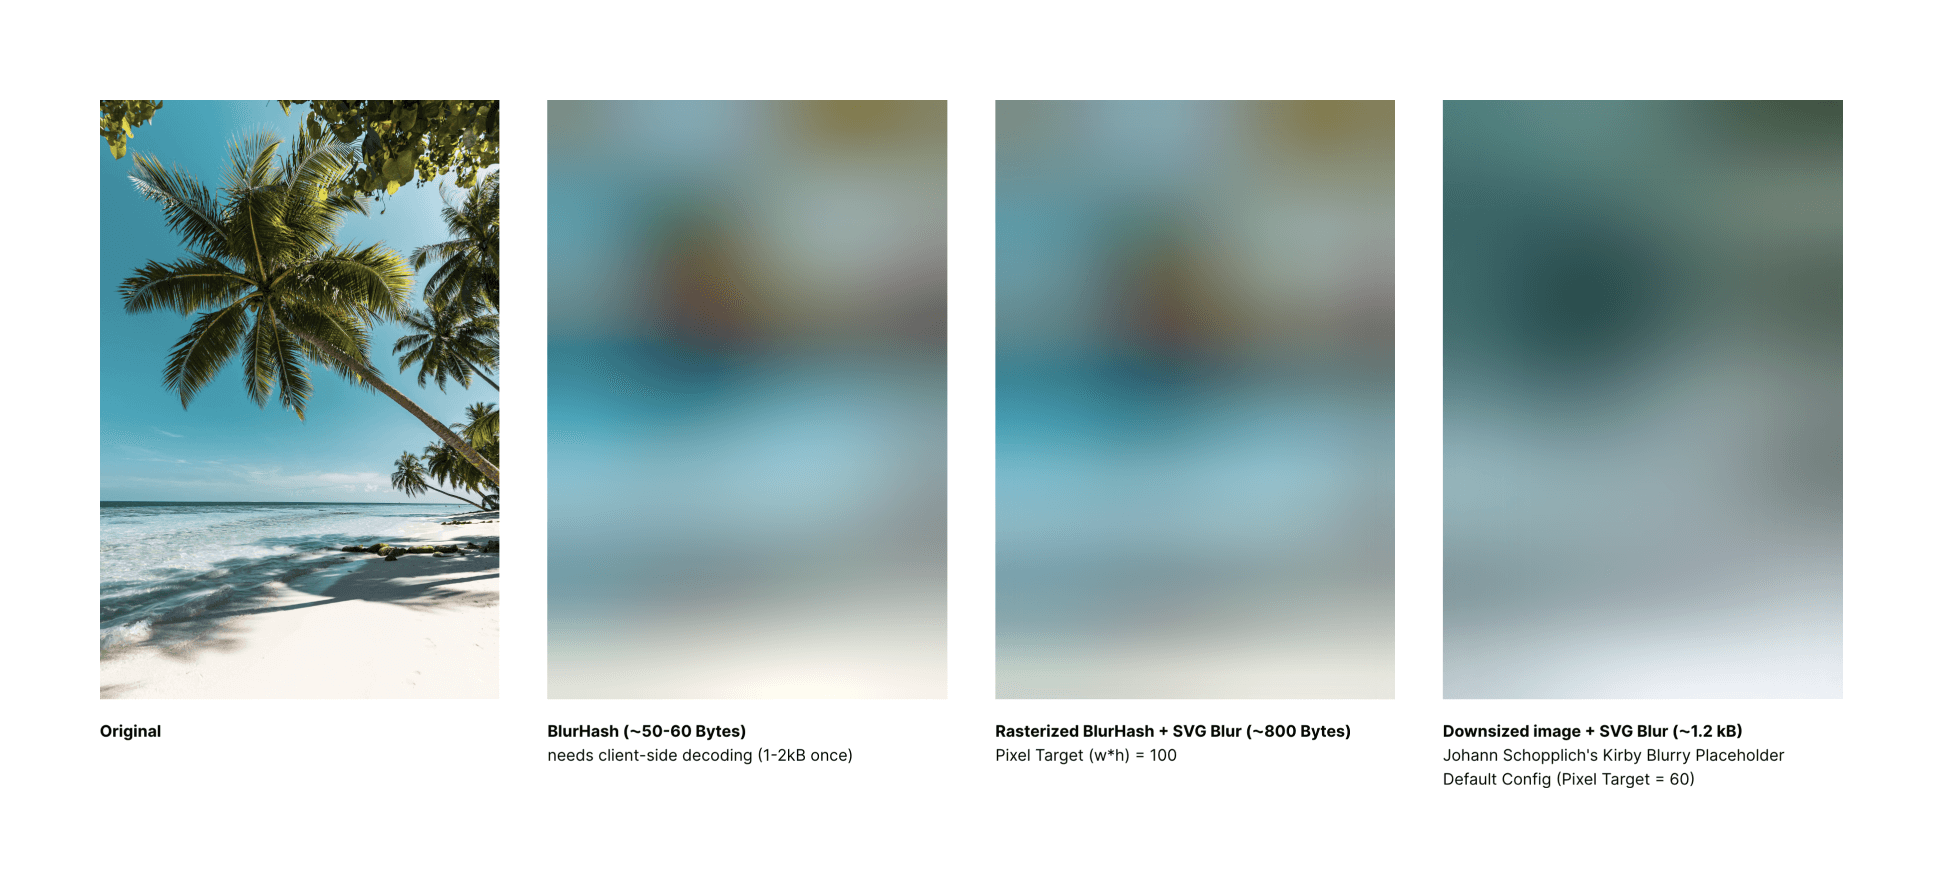 Original
BlurHash (~50-60 Bytes)
needs client-side decoding (1-2kB once)
Rasterized BlurHash + SVG Blur (~800 Bytes)
Pixel Target (w*h) = 100
Downsized image + SVG Blur (~1.2 kB)
Johann Schopplich's Kirby Blurry Placeholder
Default Config (Pixel Target = 60)